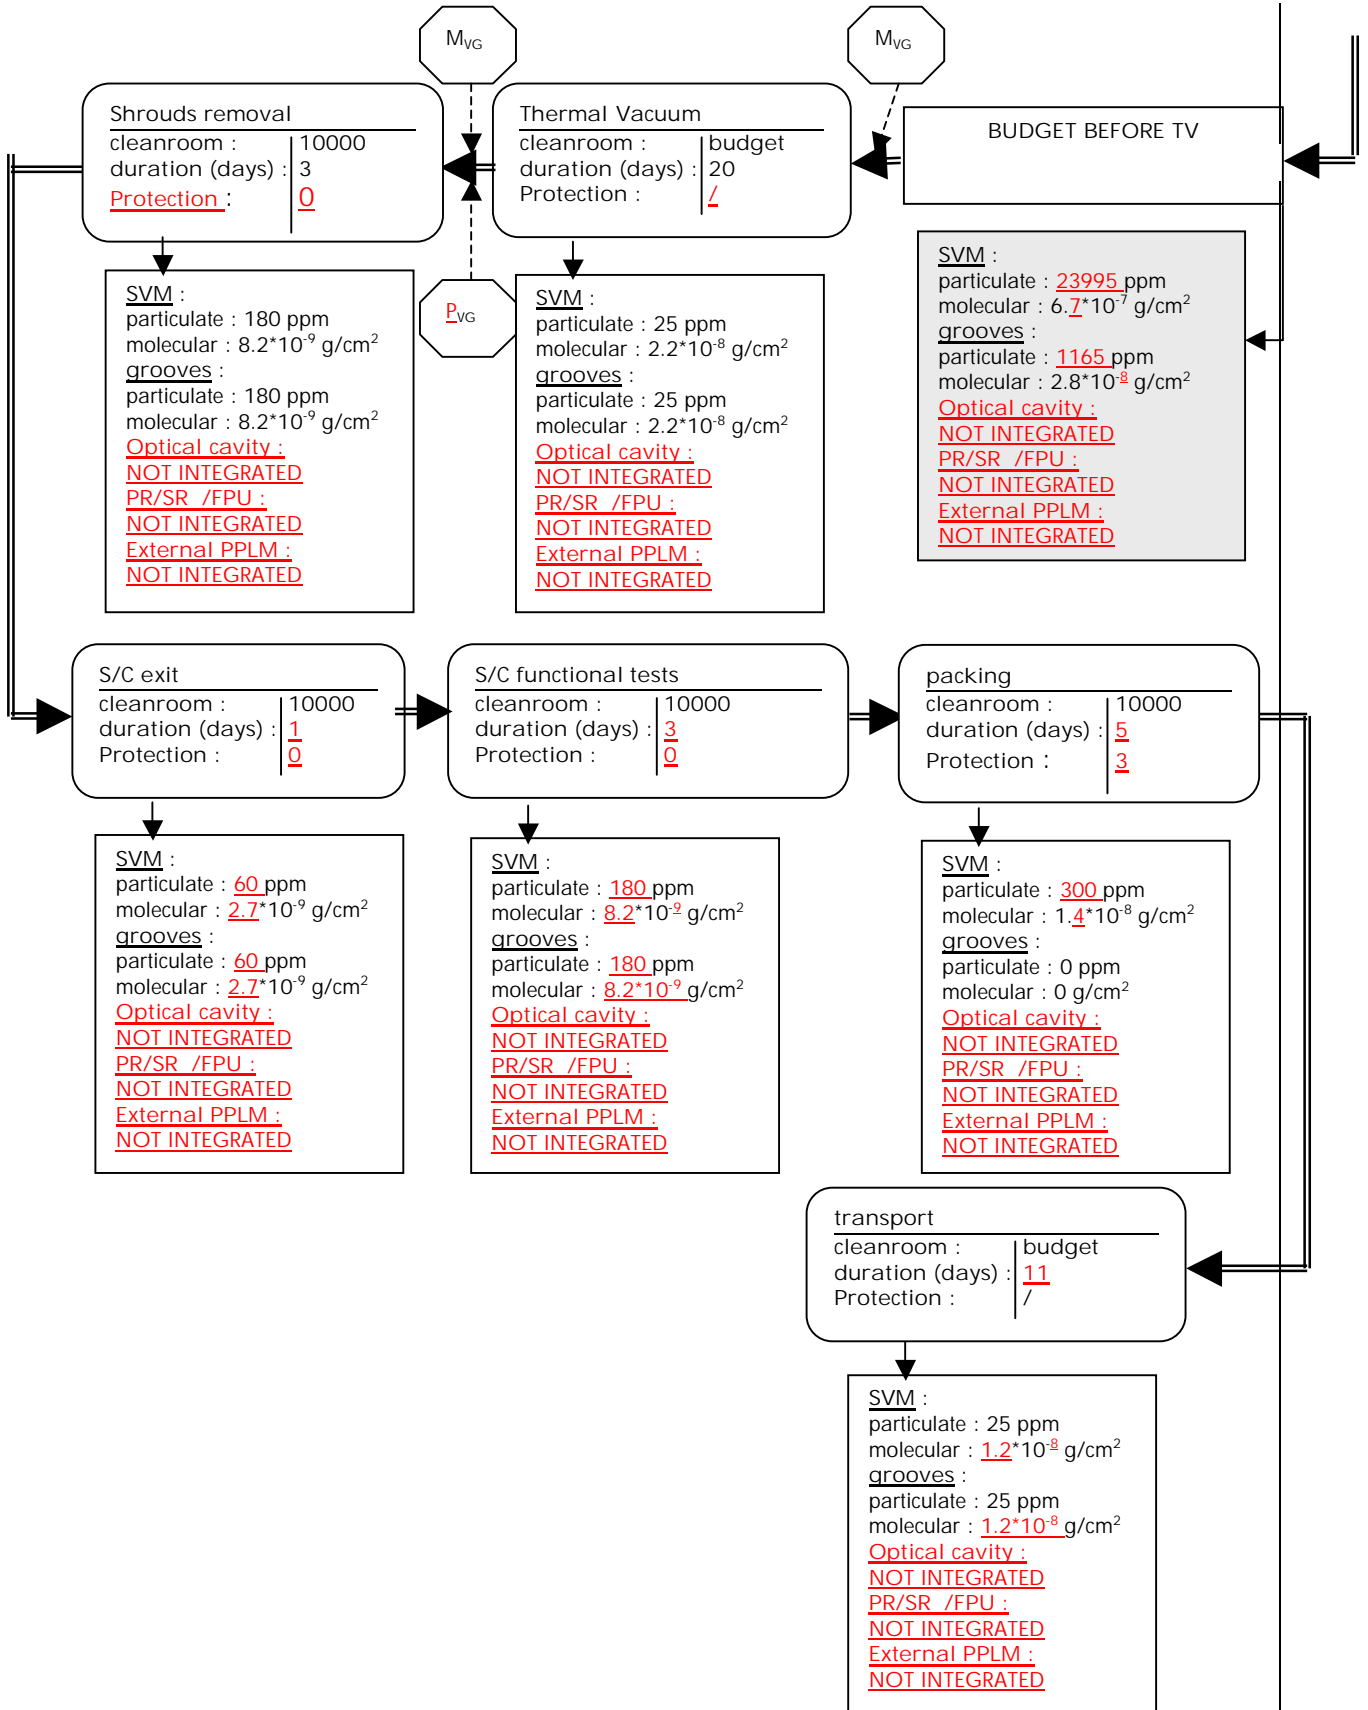 M_VG
M_VG
Shrouds removal
cleanroom : 10000
duration (days) : 3
Protection : 0
Thermal Vacuum
cleanroom : budget
duration (days) : 20
Protection : /
BUDGET BEFORE TV
SVM :
particulate : 180 ppm
molecular : 8.2*10^-9 g/cm²
grooves :
particulate : 180 ppm
molecular : 8.2*10^-9 g/cm²
Optical cavity :
NOT INTEGRATED
PR/SR /FPU :
NOT INTEGRATED
External PPLM :
NOT INTEGRATED
P_VG
SVM :
particulate : 25 ppm
molecular : 2.2*10^-8 g/cm²
grooves :
particulate : 25 ppm
molecular : 2.2*10^-8 g/cm²
Optical cavity :
NOT INTEGRATED
PR/SR /FPU :
NOT INTEGRATED
External PPLM :
NOT INTEGRATED
SVM :
particulate : 23995 ppm
molecular : 6.7*10^-7 g/cm²
grooves :
particulate : 1165 ppm
molecular : 2.8*10^-8 g/cm²
Optical cavity :
NOT INTEGRATED
PR/SR /FPU :
NOT INTEGRATED
External PPLM :
NOT INTEGRATED
S/C exit
cleanroom : 10000
duration (days) : 1
Protection : 0
S/C functional tests
cleanroom : 10000
duration (days) : 3
Protection : 0
packing
cleanroom : 10000
duration (days) : 5
Protection : 3
SVM :
particulate : 60 ppm
molecular : 2.7*10^-9 g/cm²
grooves :
particulate : 60 ppm
molecular : 2.7*10^-9 g/cm²
Optical cavity :
NOT INTEGRATED
PR/SR /FPU :
NOT INTEGRATED
External PPLM :
NOT INTEGRATED
SVM :
particulate : 180 ppm
molecular : 8.2*10^-9 g/cm²
grooves :
particulate : 180 ppm
molecular : 8.2*10^-9 g/cm²
Optical cavity :
NOT INTEGRATED
PR/SR /FPU :
NOT INTEGRATED
External PPLM :
NOT INTEGRATED
SVM :
particulate : 300 ppm
molecular : 1.4*10^-8 g/cm²
grooves :
particulate : 0 ppm
molecular : 0 g/cm²
Optical cavity :
NOT INTEGRATED
PR/SR /FPU :
NOT INTEGRATED
External PPLM :
NOT INTEGRATED
transport
cleanroom : budget
duration (days) : 11
Protection : /
SVM :
particulate : 25 ppm
molecular : 1.2*10^-8 g/cm²
grooves :
particulate : 25 ppm
molecular : 1.2*10^-8 g/cm²
Optical cavity :
NOT INTEGRATED
PR/SR /FPU :
NOT INTEGRATED
External PPLM :
NOT INTEGRATED